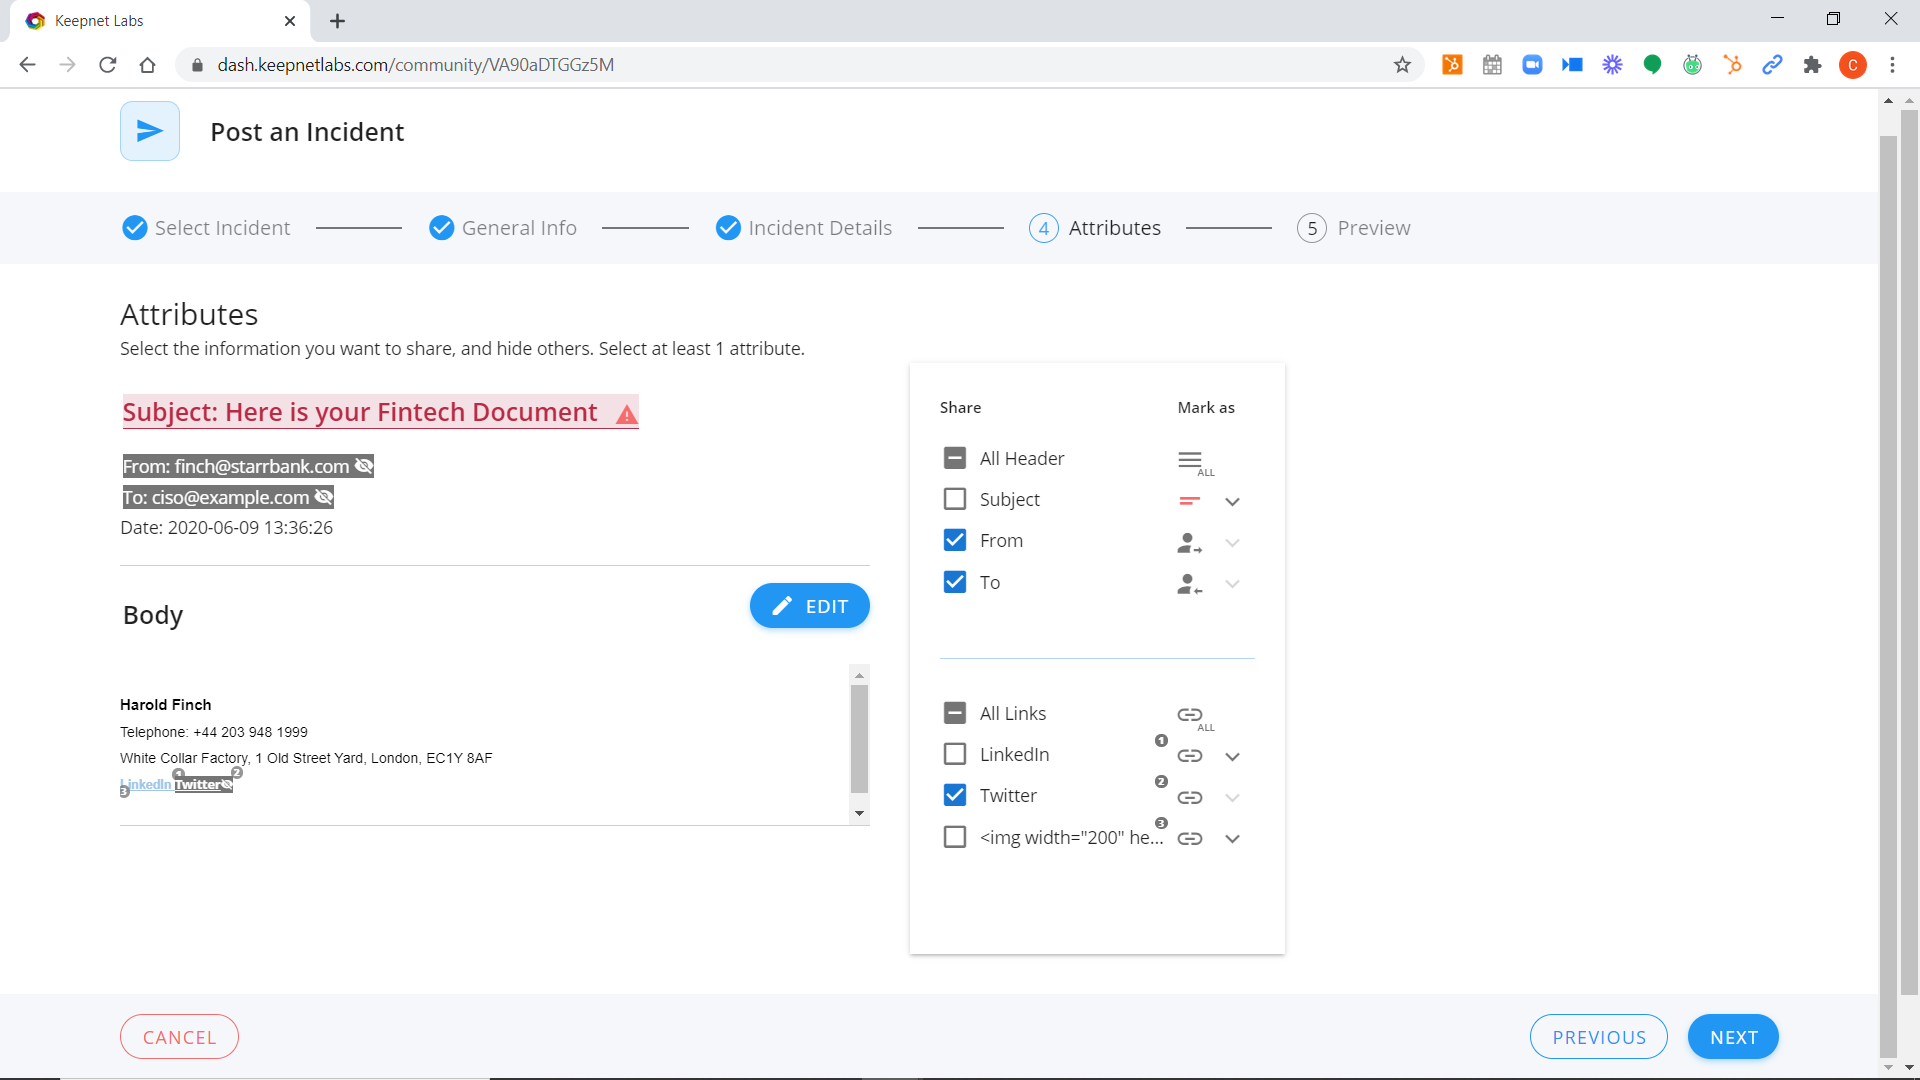 Keepnet Labs
dash.keepnetlabs.com/community/VA90aDTGGz5M
C
Post an Incident
Select Incident
General Info
Incident Details
4 Attributes
5 Preview
Attributes
Select the information you want to share, and hide others. Select at least 1 attribute.
Subject: Here is your Fintech Document
From: finch@starrbank.com
To: ciso@example.com
Date: 2020-06-09 13:36:26
Body
EDIT
Harold Finch
Telephone: +44 203 948 1999
White Collar Factory, 1 Old Street Yard, London, EC1Y 8AF
1 2
LinkedIn Twitter
3
Share Mark as
All Header ALL
Subject
From
To
All Links ALL
LinkedIn 1
Twitter 2
<img width="200" he... 3
CANCEL
PREVIOUS
NEXT